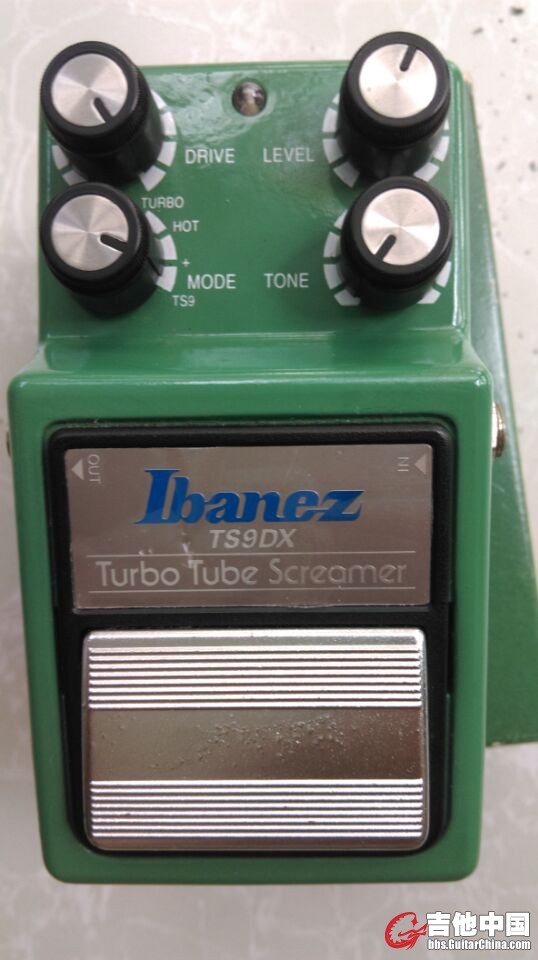 DRIVE LEVEL
TURBO
HOT
+
MODE TONE
TS9
OUT IN
Ibanez
TS9DX
Turbo Tube Screamer
吉他中国
bbs.GuitarChina.com